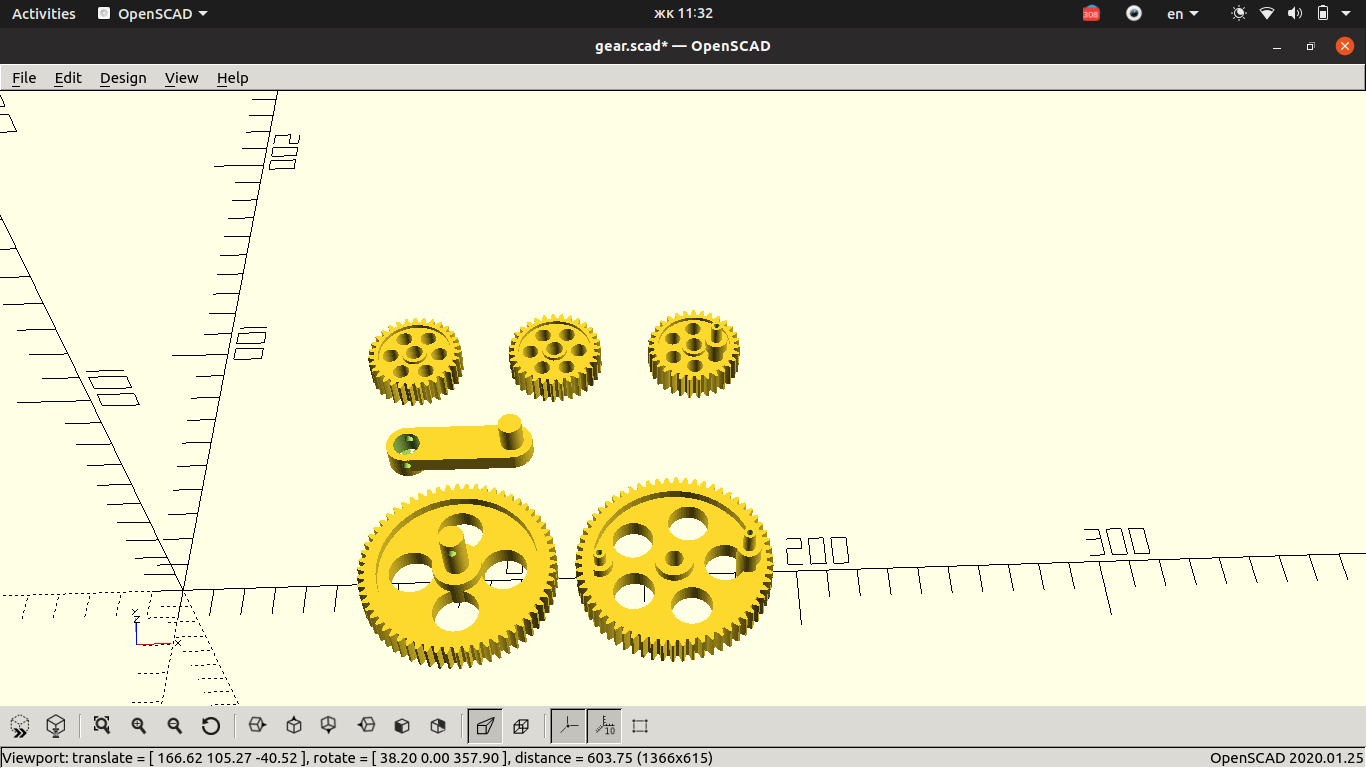 Activities OpenSCAD жк 11:32 en
gear.scad* — OpenSCAD
File Edit Design View Help
200
100
100
200
300
Y
Z
X
10
Viewport: translate = [ 166.62 105.27 -40.52 ], rotate = [ 38.20 0.00 357.90 ], distance = 603.75 (1366x615) OpenSCAD 2020.01.25